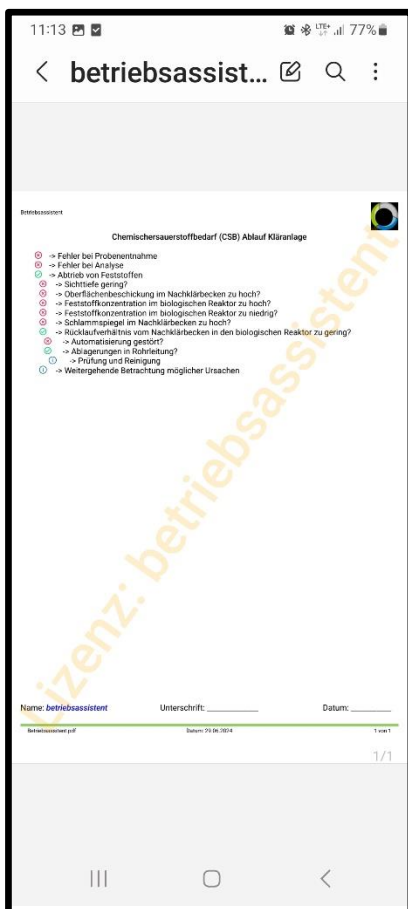 11:13 LTE+ 77%
betriebsassist...
Betriebsassistent
Chemischersauerstoffbedarf (CSB) Ablauf Kläranlage
-> Fehler bei Probenentnahme
-> Fehler bei Analyse
-> Abtrieb von Feststoffen
-> Sichttiefe gering?
-> Oberflächenbeschickung im Nachklärbecken zu hoch?
-> Feststoffkonzentration im biologischen Reaktor zu hoch?
-> Feststoffkonzentration im biologischen Reaktor zu niedrig?
-> Schlammspiegel im Nachklärbecken zu hoch?
-> Rücklaufverhältnis vom Nachklärbecken in den biologischen Reaktor zu gering?
-> Automatisierung gestört?
-> Ablagerungen in Rohrleitung?
-> Prüfung und Reinigung
-> Weitergehende Betrachtung möglicher Ursachen
Lizenz: betriebsassistent
Name: betriebsassistent Unterschrift: ____________ Datum: _________
Betriebsassistent.pdf Datum: 29.06.2024 1 von 1
1/1